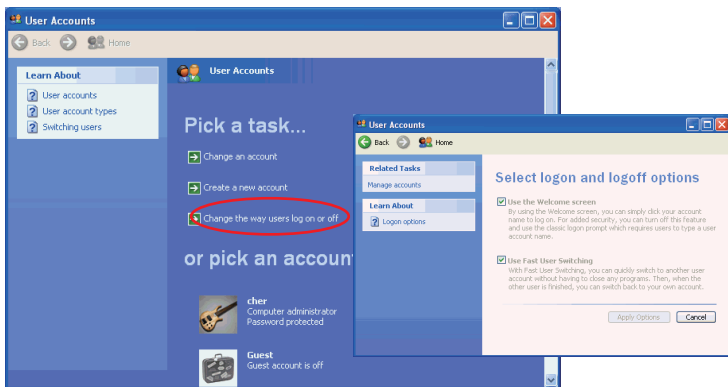 User Accounts
Back Home
Learn About
User accounts
User account types
Switching users
User Accounts
Pick a task...
Change an account
Create a new account
Change the way users log on or off
or pick an accoun
cher
Computer administrator
Password protected
Guest
Guest account is off
User Accounts
Back Home
Related Tasks
Manage accounts
Learn About
Logon options
Select logon and logoff options
Use the Welcome screen
By using the Welcome screen, you can simply click your account
name to log on. For added security, you can turn off this feature
and use the classic logon prompt which requires users to type a user
account name.
Use Fast User Switching
With Fast User Switching, you can quickly switch to another user
account without having to close any programs. Then, when the
other user is finished, you can switch back to your own account.
Apply Options Cancel